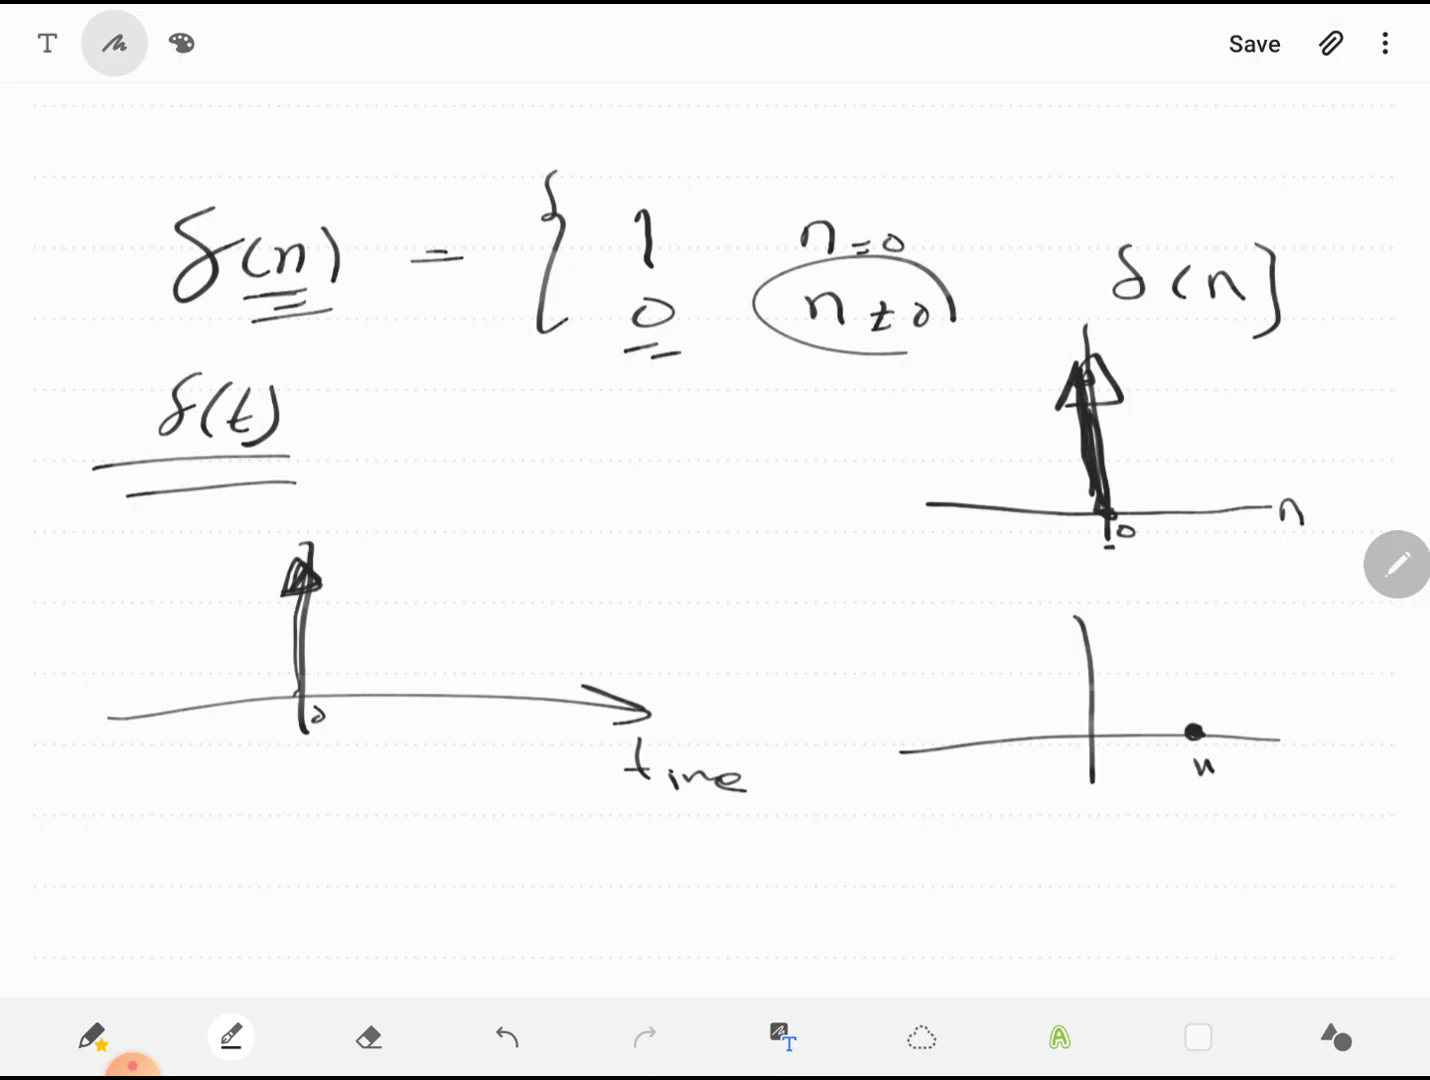 T Save
δ(n) = { 1 n=0
0 n≠0
δ(n]
δ(t)
n
0
0
time
n
T
A